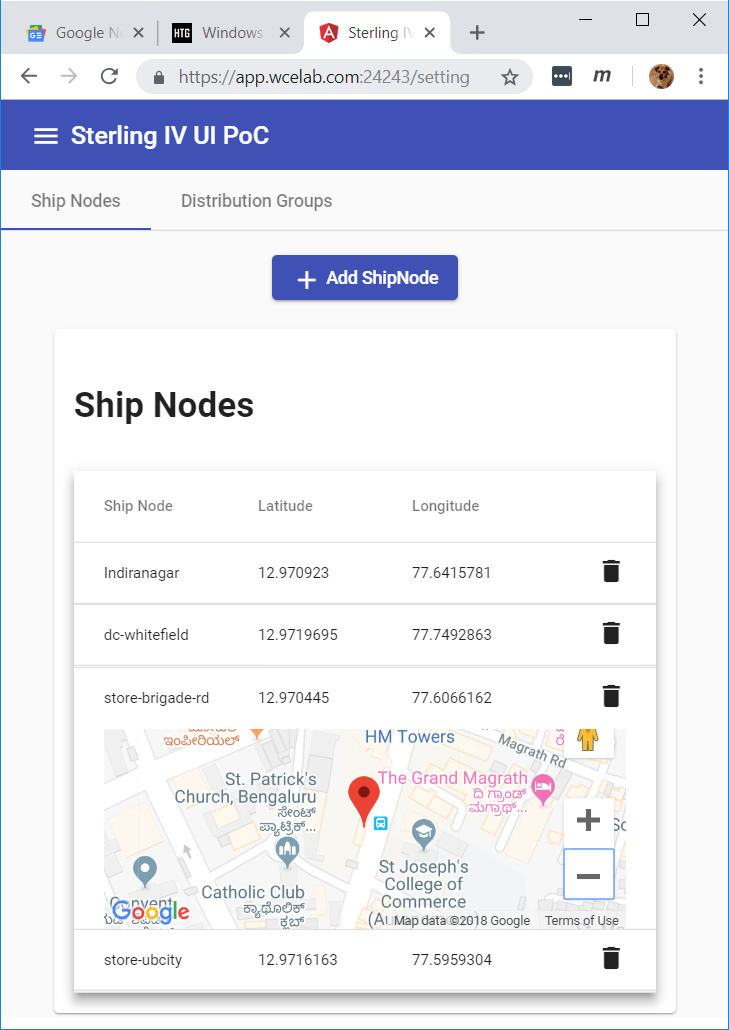 Google N
Windows
Sterling IV
https://app.wcelab.com:24243/setting
m
Sterling IV UI PoC
Ship Nodes
Distribution Groups
Add ShipNode
Ship Nodes
Ship Node Latitude Longitude
Indiranagar 12.970923 77.6415781
dc-whitefield 12.9719695 77.7492863
store-brigade-rd 12.970445 77.6066162
ಇಂಪೀರಿಯಲ್
HM Towers
Magrath Rd
St. Patrick's
Church, Bengaluru
ಸೇಂಟ್
ಪ್ಯಾಟ್ರಿಕ್...
The Grand Magrath
ದಿ ಗ್ರಾಂಡ್
ಮಗ್ರಾಥ್...
St Joseph's
College of
Commerce
(Au
Catholic Club
ಕ್ಯಾಥೊಲಿಕ್
ಕ್ಲಬ್
Convent
Google
Map data ©2018 Google
Terms of Use
store-ubcity 12.9716163 77.5959304